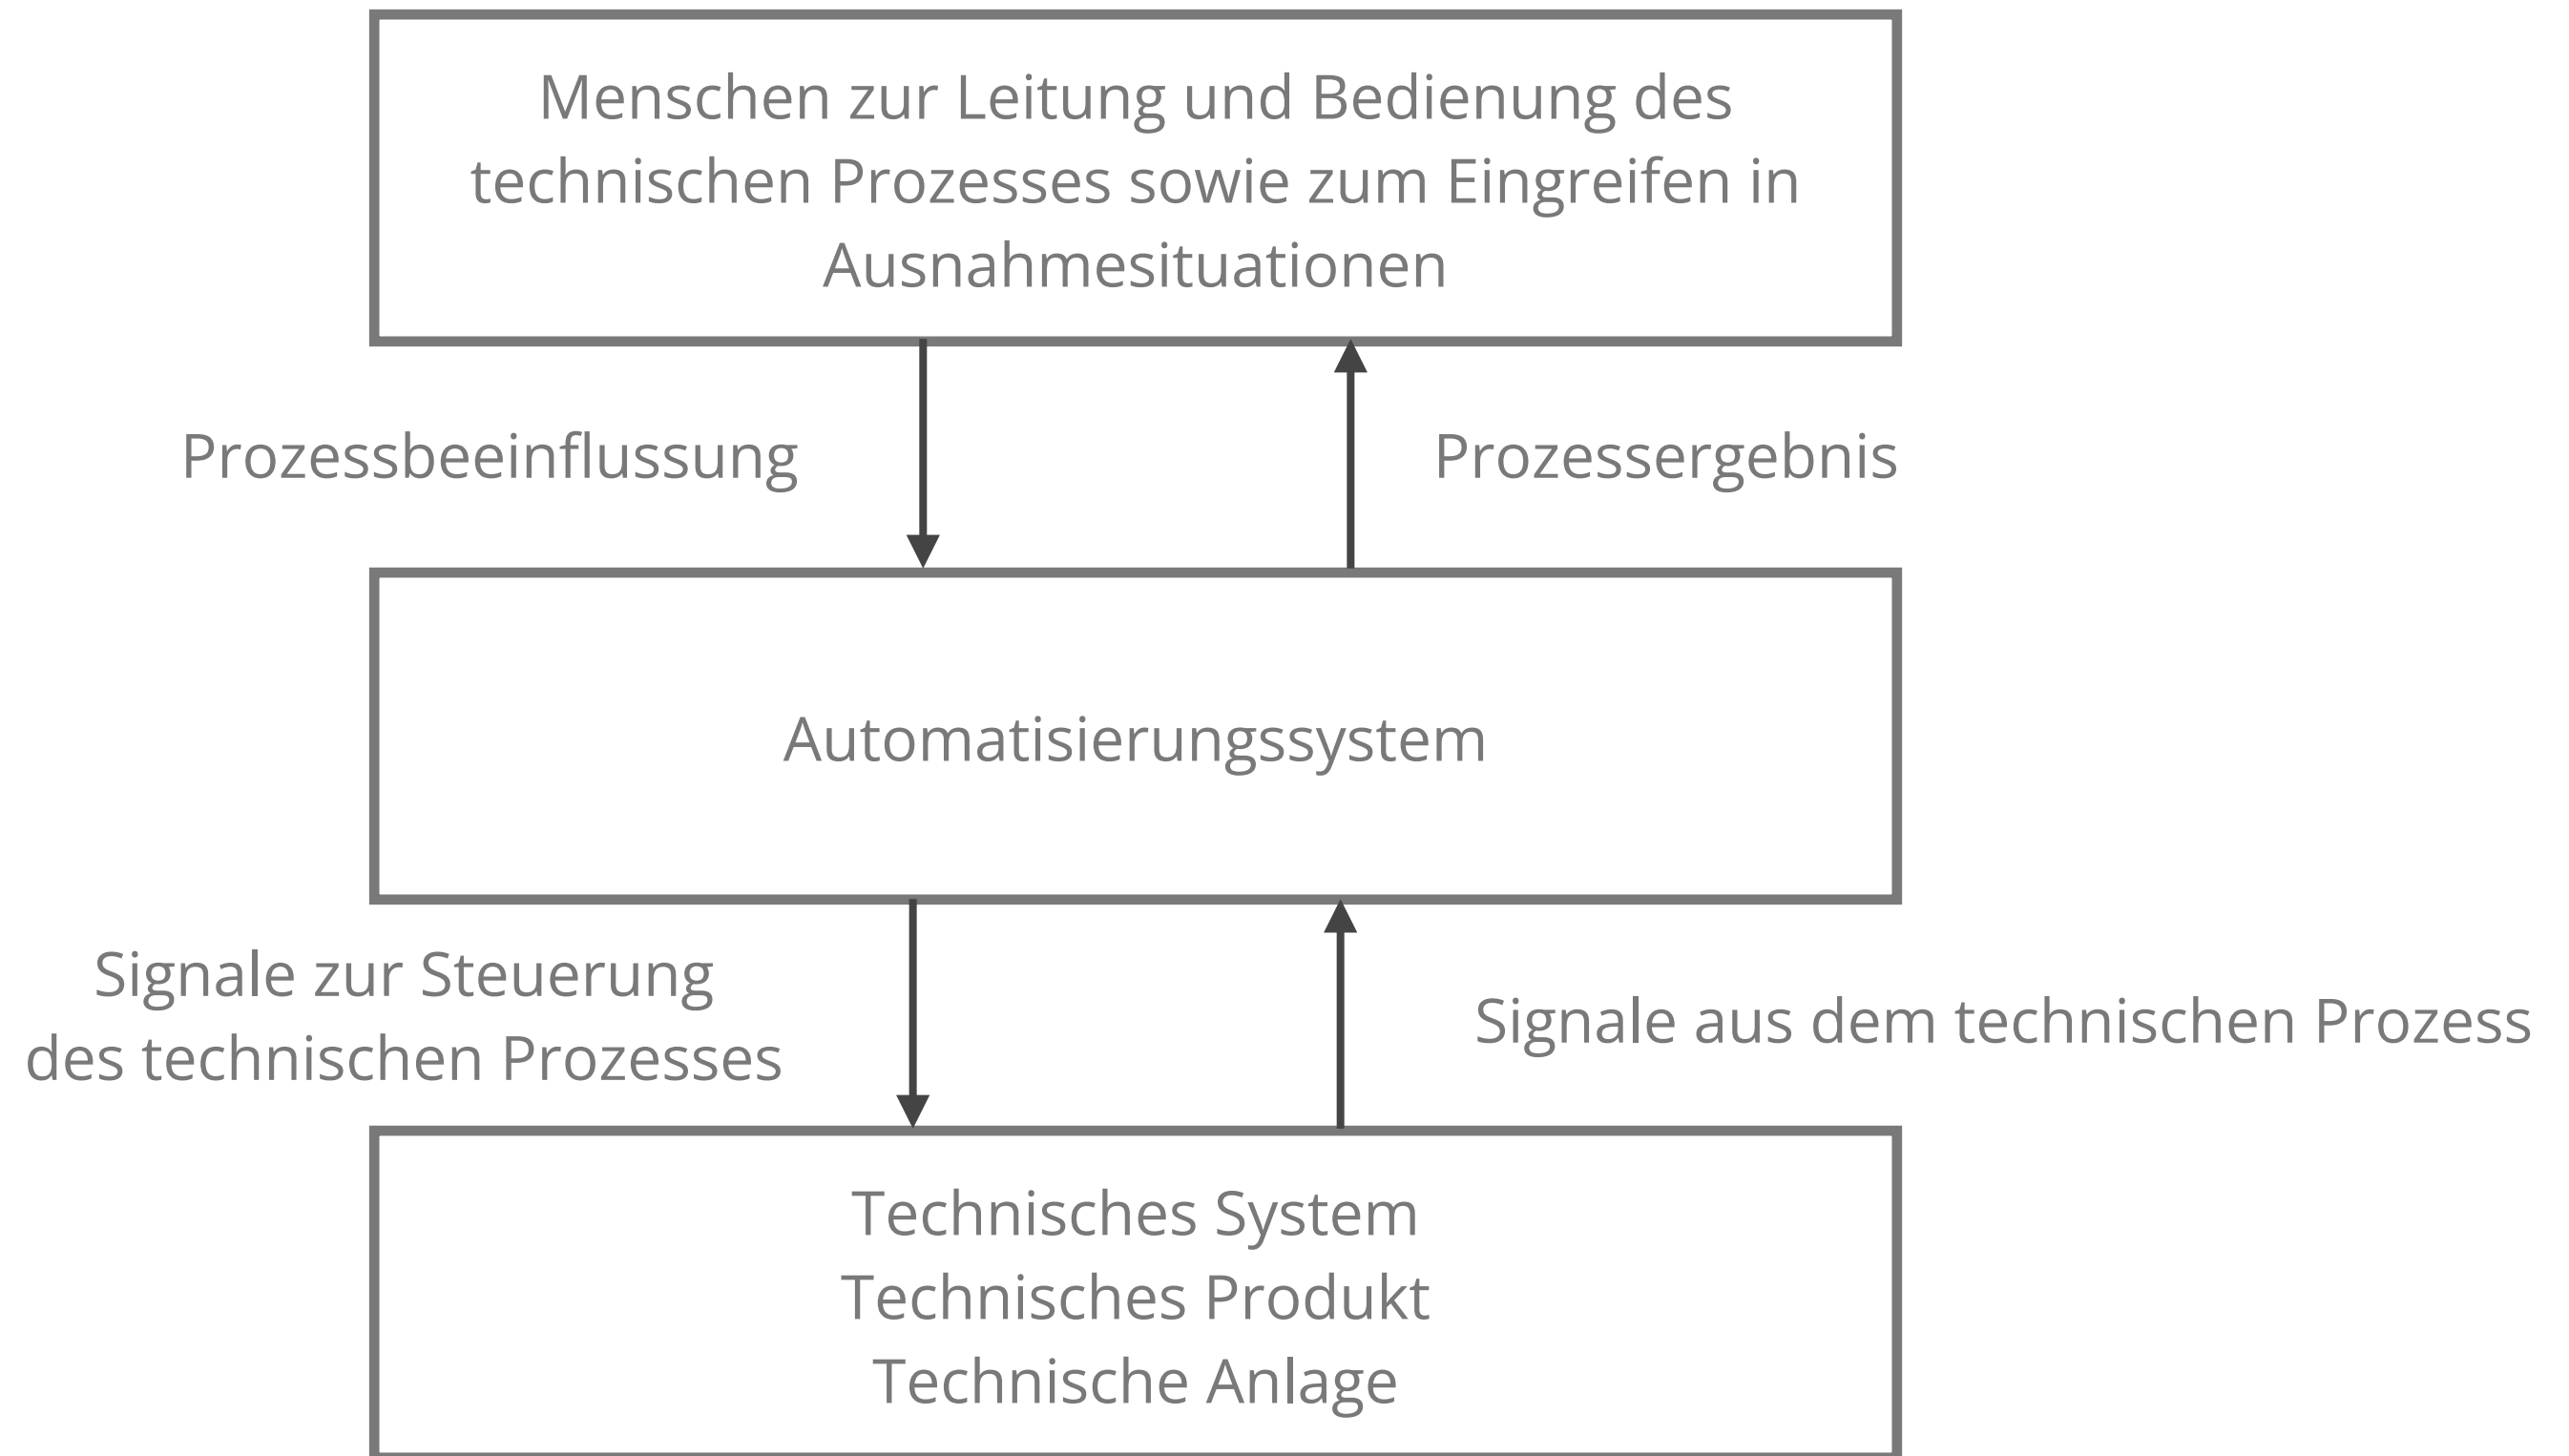 Menschen zur Leitung und Bedienung des
technischen Prozesses sowie zum Eingreifen in
Ausnahmesituationen
Prozessbeeinflussung
Prozessergebnis
Automatisierungssystem
Signale zur Steuerung
des technischen Prozesses
Signale aus dem technischen Prozess
Technisches System
Technisches Produkt
Technische Anlage